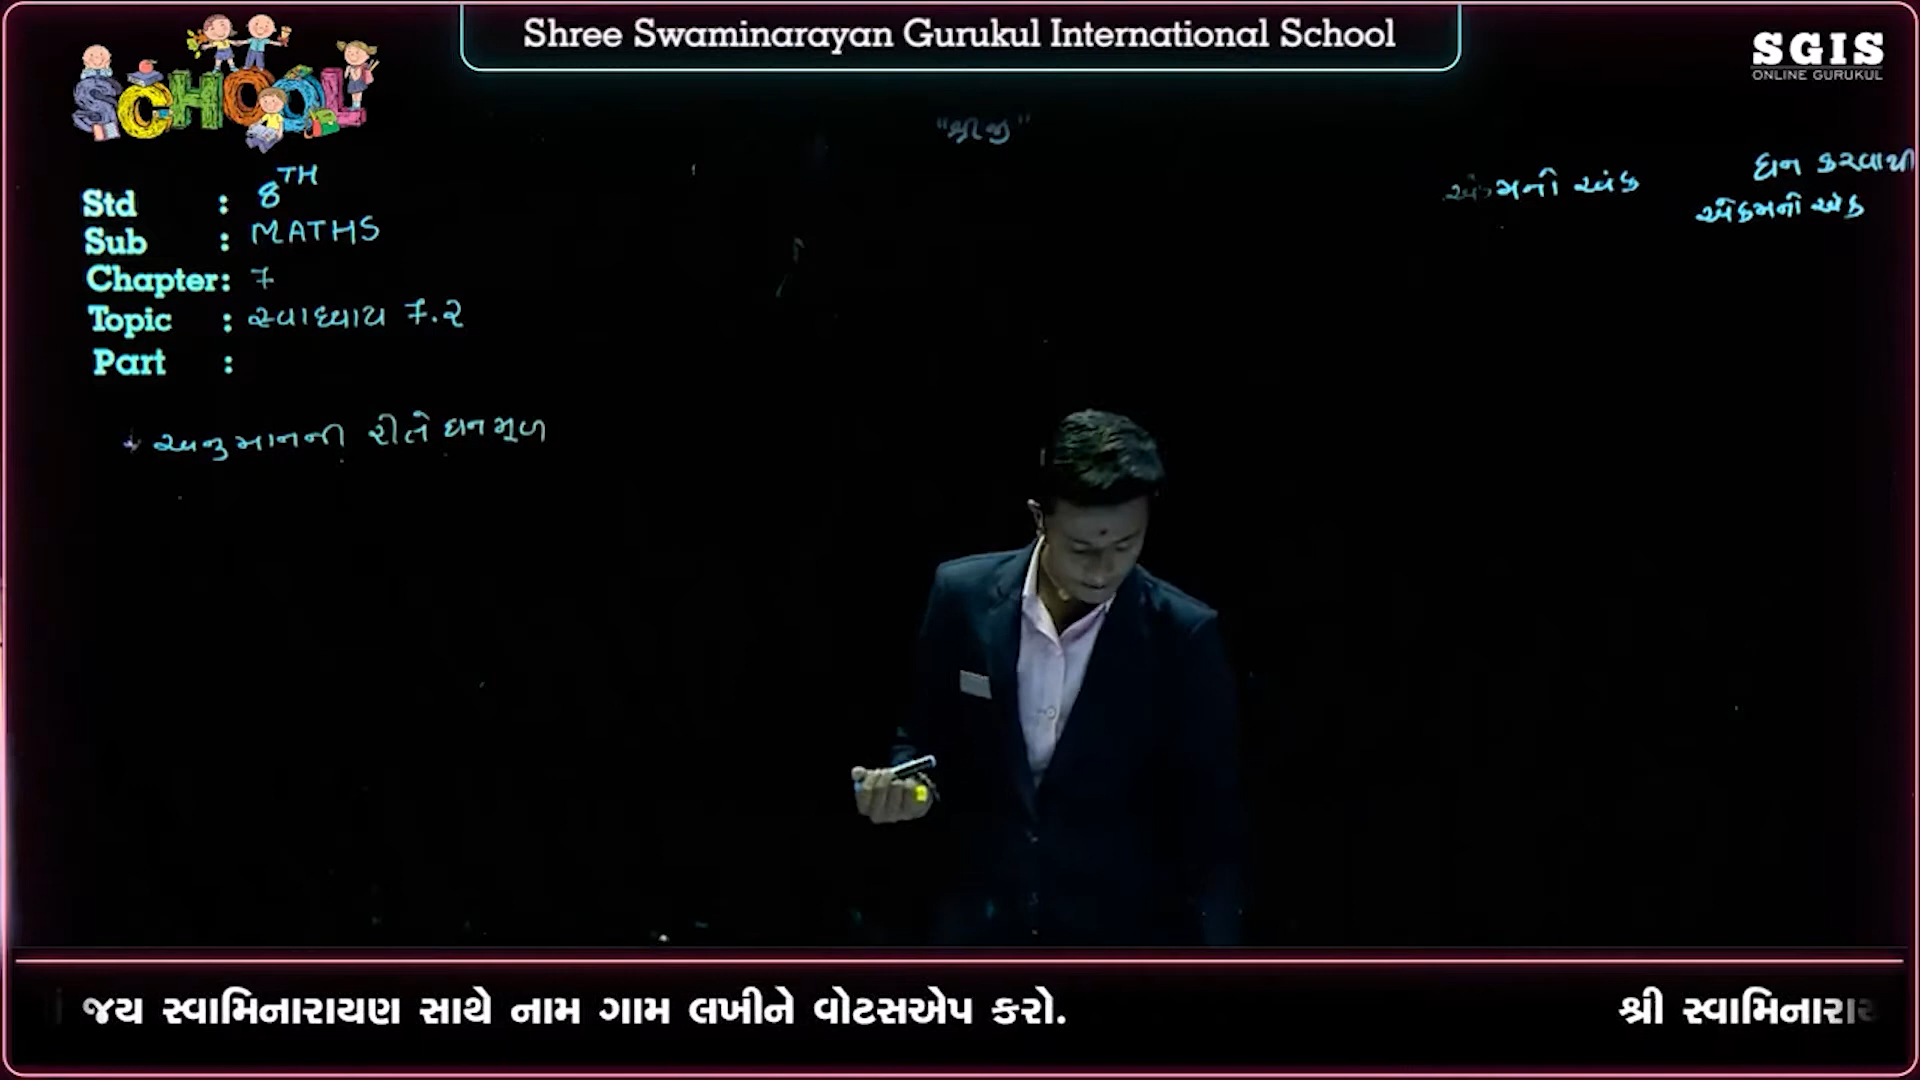 Shree Swaminarayan Gurukul International School
SCHOOL
SGIS
ONLINE GURUKUL
"શ્રીજી"
Std : 8TH
Sub : MATHS
Chapter: 7
Topic : સ્વાધ્યાય 7.2
Part :
એકમનો અંક
ઘન કરવાથી
એકમનો અંક
* અનુમાનની રીતે ઘનમૂળ
જય સ્વામિનારાયણ સાથે નામ ગામ લખીને વોટસએપ કરો.
શ્રી સ્વામિનારાય